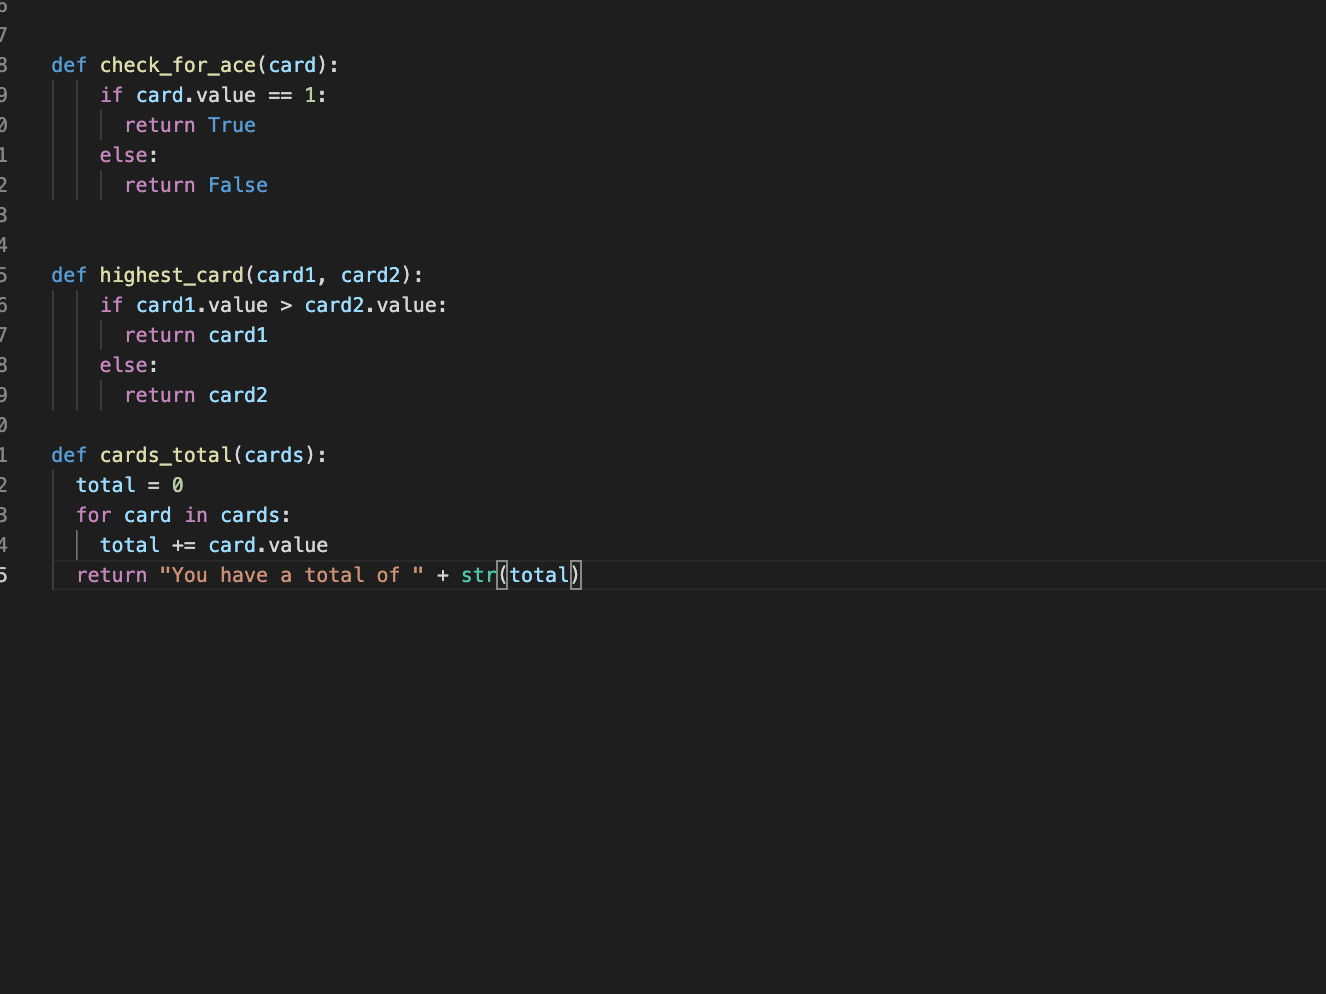 6
7
8 def check_for_ace(card):
9 if card.value == 1:
0 return True
1 else:
2 return False
3
4
5 def highest_card(card1, card2):
6 if card1.value > card2.value:
7 return card1
8 else:
9 return card2
0
1 def cards_total(cards):
2 total = 0
3 for card in cards:
4 total += card.value
5 return "You have a total of " + str(total)